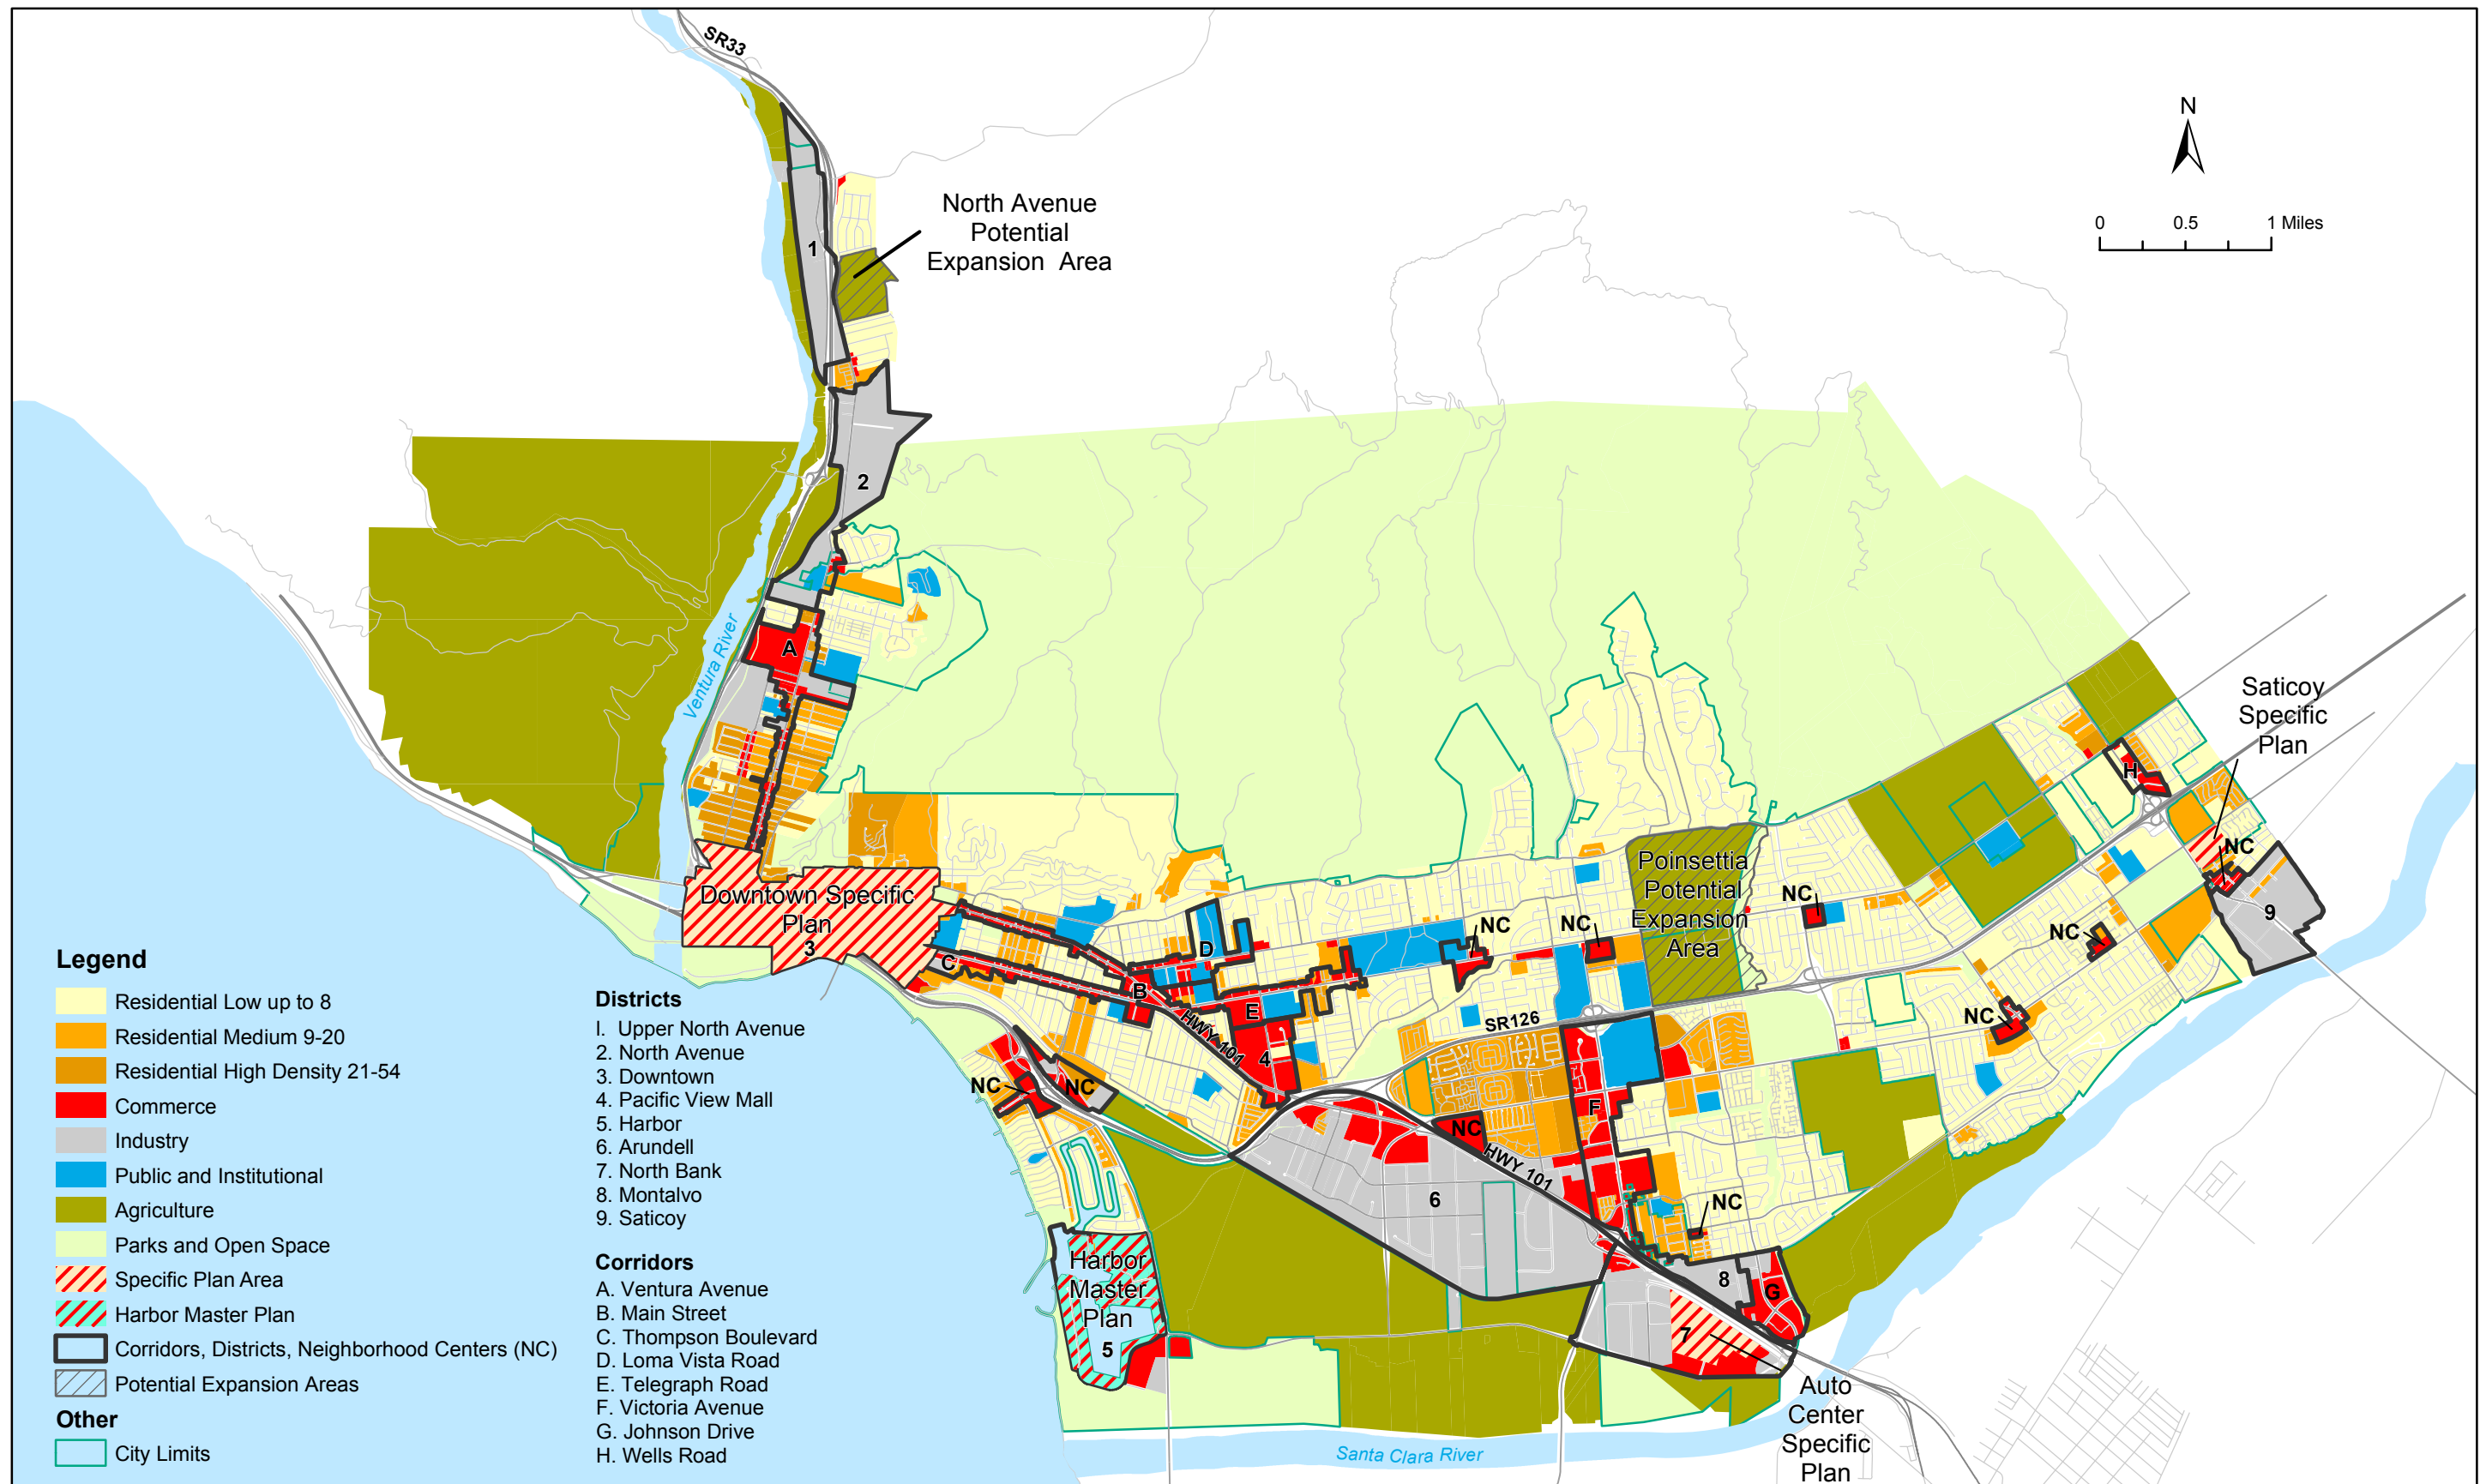 SR33
N
0 0.5 1 Miles
North Avenue
Potential
Expansion Area
1
2
A
Ventura River
Saticoy
Specific
Plan
H
NC
9
Poinsettia
Potential
Expansion
Area
NC
NC
NC
NC
NC
Downtown Specific
Plan
3
C
B
D
E
4
HWY 101
SR126
F
NC
NC
NC
HWY 101
6
NC
8
G
7
Harbor
Master
Plan
5
Auto
Center
Specific
Plan
Santa Clara River
Legend
Residential Low up to 8
Residential Medium 9-20
Residential High Density 21-54
Commerce
Industry
Public and Institutional
Agriculture
Parks and Open Space
Specific Plan Area
Harbor Master Plan
Corridors, Districts, Neighborhood Centers (NC)
Potential Expansion Areas
Other
City Limits
Districts
I. Upper North Avenue
2. North Avenue
3. Downtown
4. Pacific View Mall
5. Harbor
6. Arundell
7. North Bank
8. Montalvo
9. Saticoy
Corridors
A. Ventura Avenue
B. Main Street
C. Thompson Boulevard
D. Loma Vista Road
E. Telegraph Road
F. Victoria Avenue
G. Johnson Drive
H. Wells Road